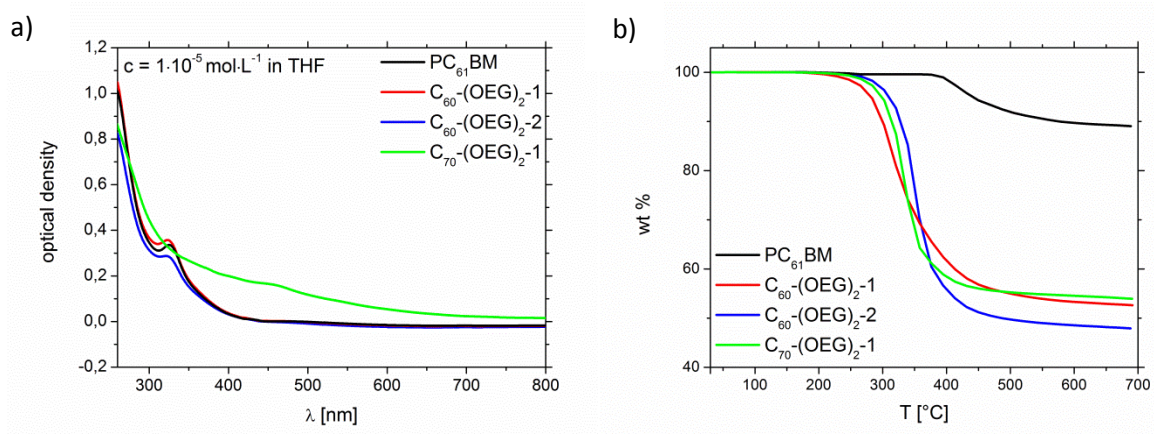 a)
c = 1·10⁻⁵ mol·L⁻¹ in THF
PC₆₁BM
C₆₀-(OEG)₂-1
C₆₀-(OEG)₂-2
C₇₀-(OEG)₂-1
optical density
1,2
1,0
0,8
0,6
0,4
0,2
0,0
-0,2
300 400 500 600 700 800
λ [nm]
b)
wt %
100
80
60
40
PC₆₁BM
C₆₀-(OEG)₂-1
C₆₀-(OEG)₂-2
C₇₀-(OEG)₂-1
100 200 300 400 500 600 700
T [°C]